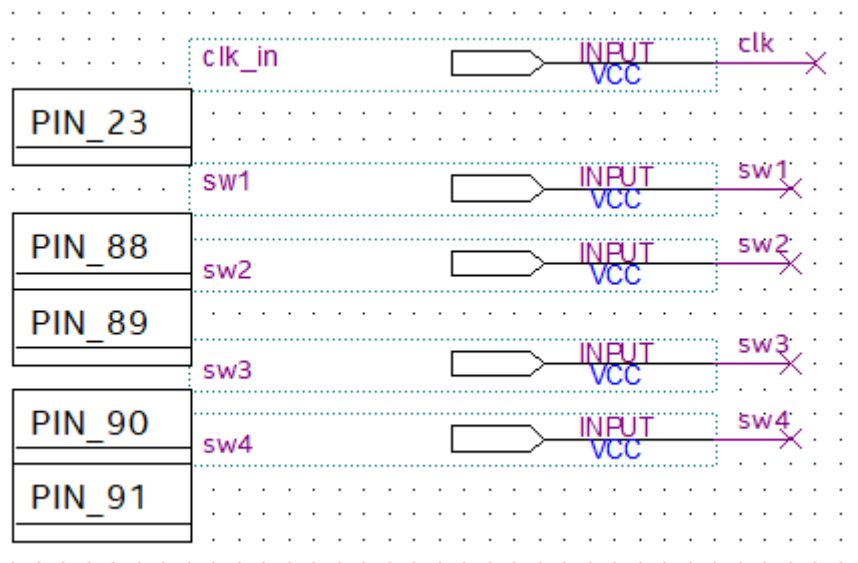 clk_in INPUT VCC clk
PIN_23
sw1 INPUT VCC sw1
PIN_88
sw2 INPUT VCC sw2
PIN_89
sw3 INPUT VCC sw3
PIN_90
sw4 INPUT VCC sw4
PIN_91